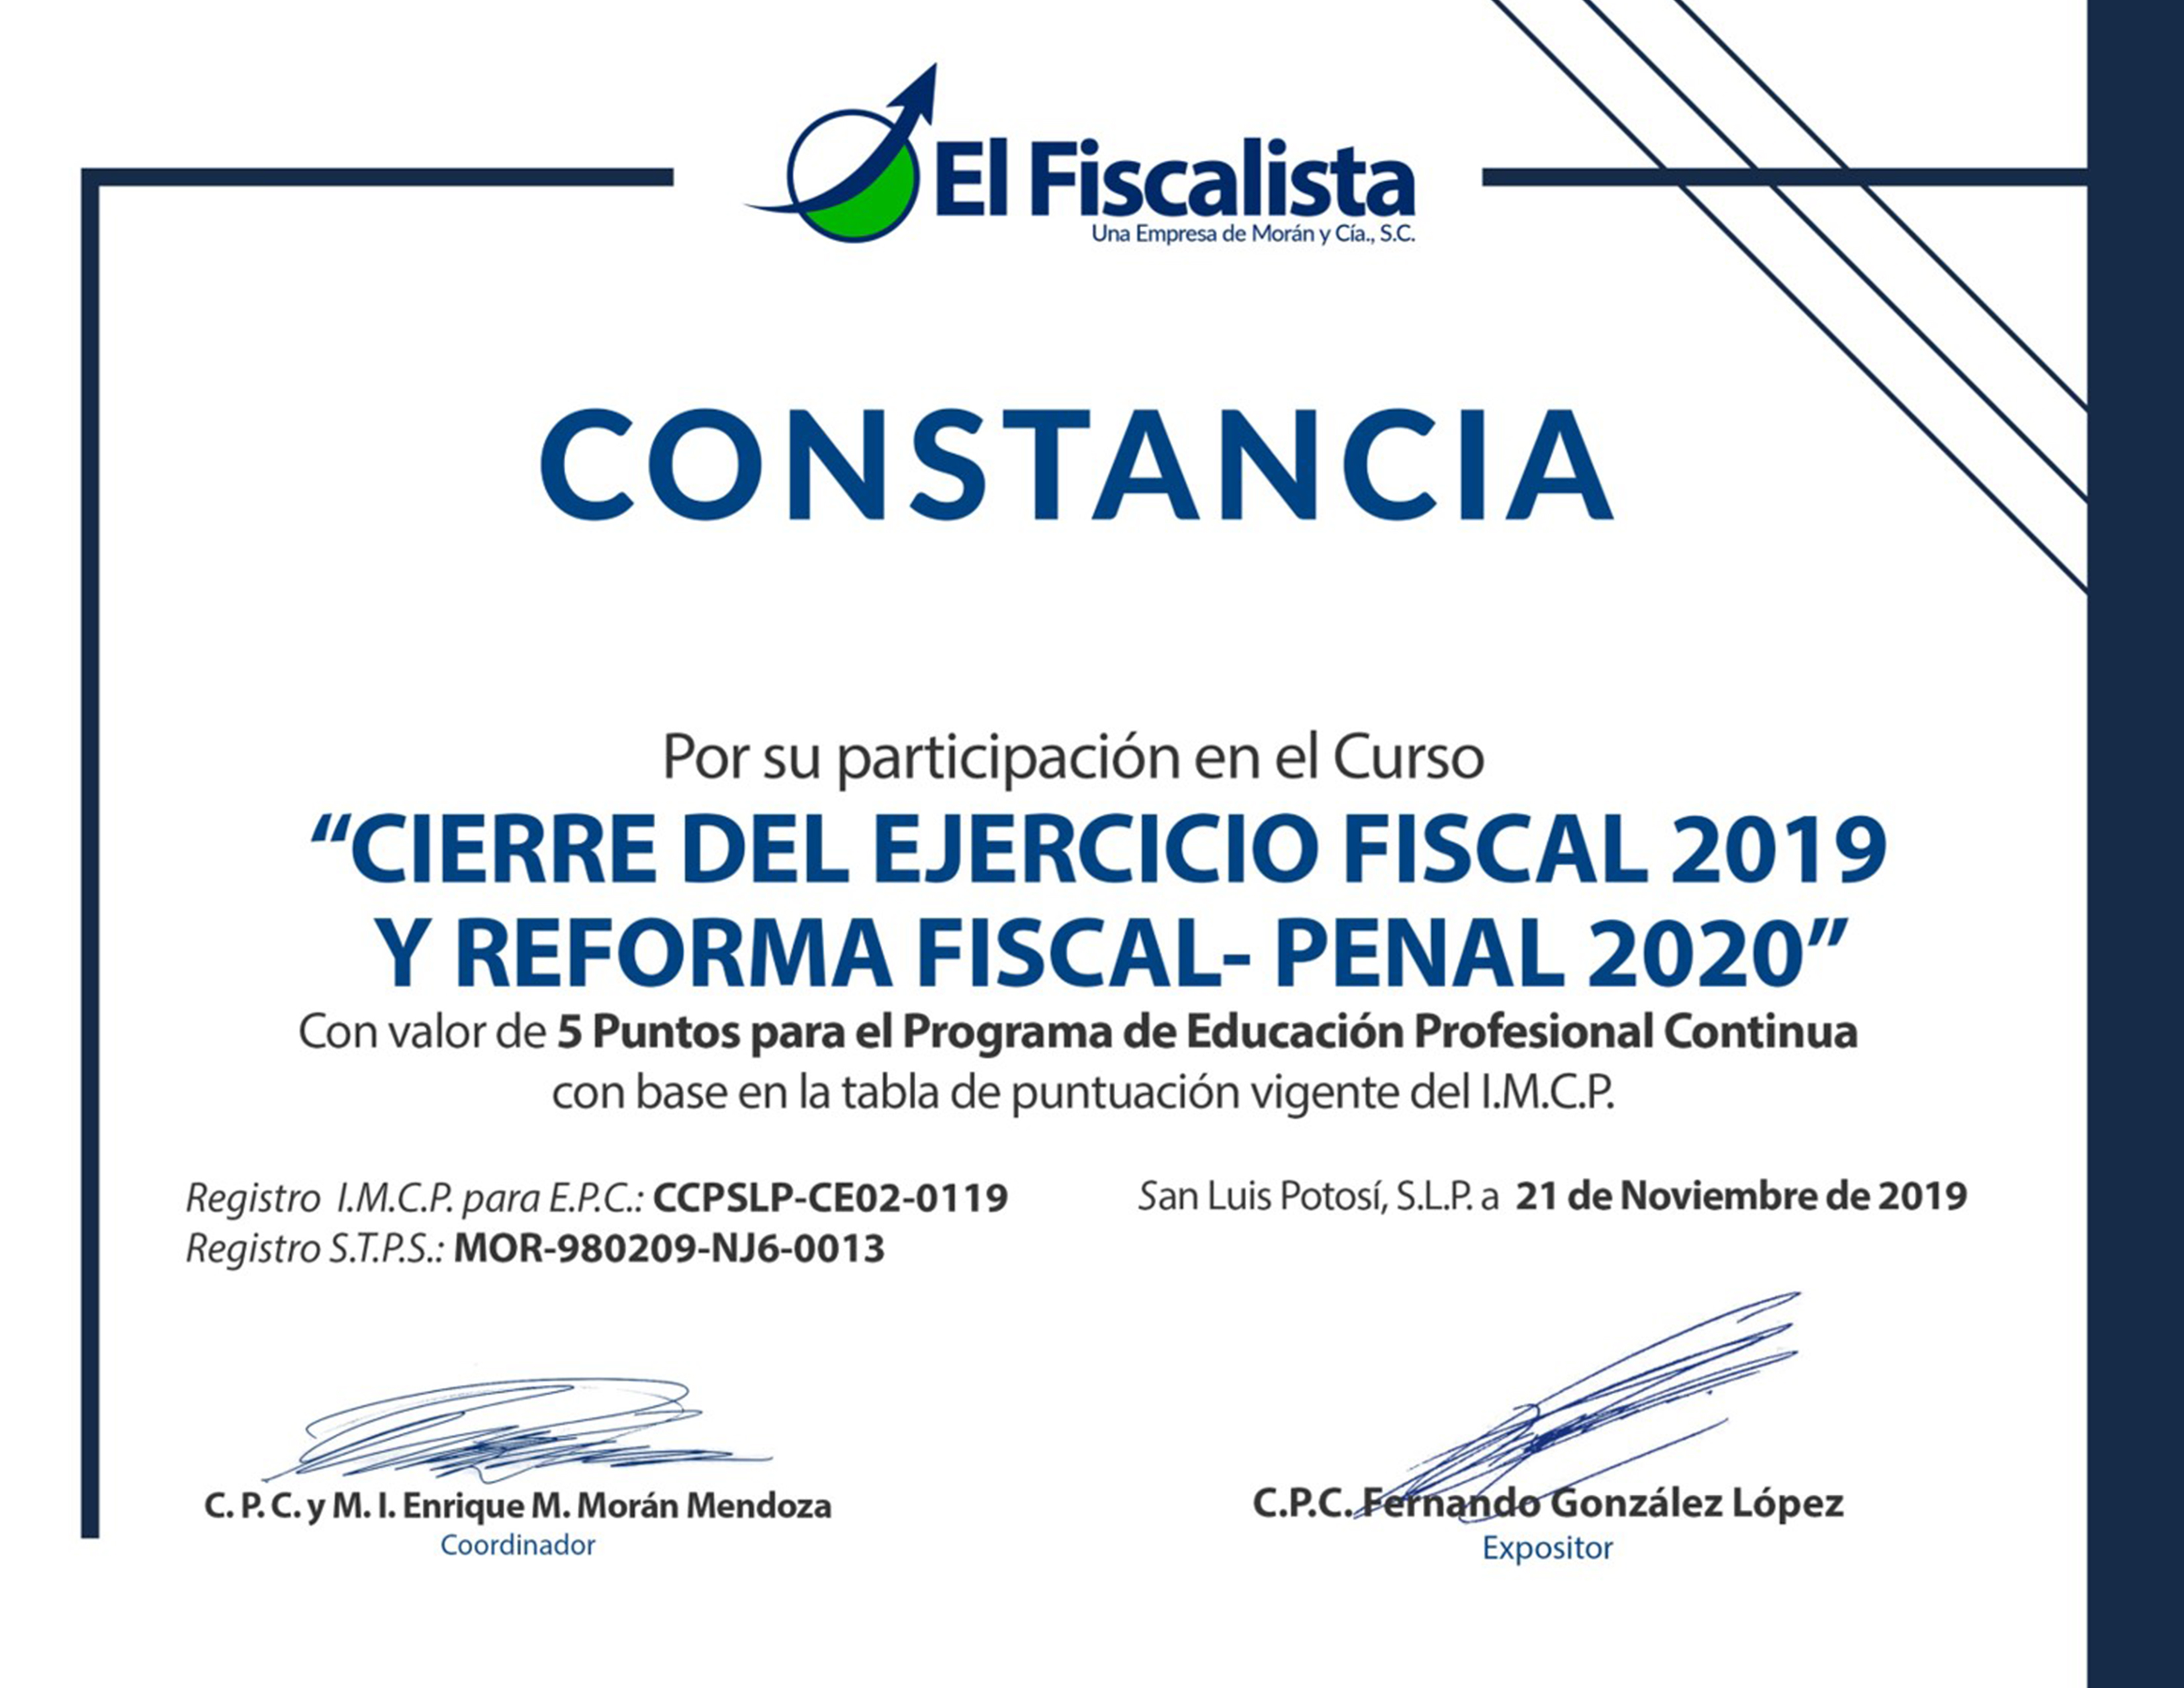 El Fiscalista
Una Empresa de Morán y Cía., S.C.
CONSTANCIA
Por su participación en el Curso
“CIERRE DEL EJERCICIO FISCAL 2019
Y REFORMA FISCAL- PENAL 2020”
Con valor de 5 Puntos para el Programa de Educación Profesional Continua
con base en la tabla de puntuación vigente del I.M.C.P.
Registro I.M.C.P. para E.P.C.: CCPSLP-CE02-0119
Registro S.T.P.S.: MOR-980209-NJ6-0013
San Luis Potosí, S.L.P. a 21 de Noviembre de 2019
C. P. C. y M. I. Enrique M. Morán Mendoza
Coordinador
C.P.C. Fernando González López
Expositor